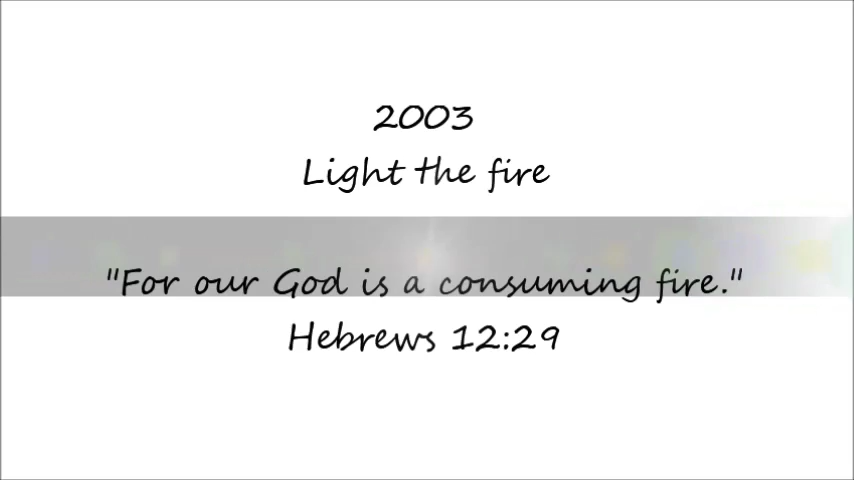 2003
Light the fire
"For our God is a consuming fire."
Hebrews 12:29